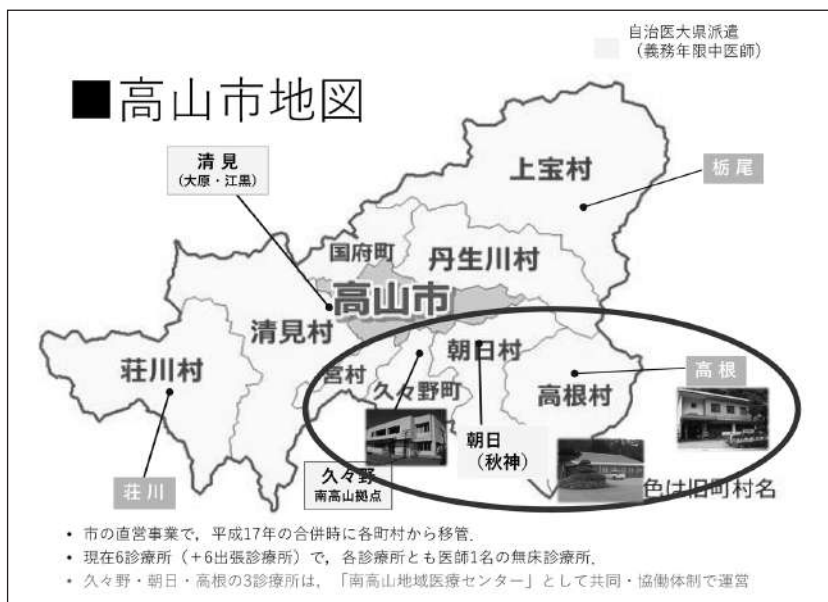 自治医大県派遣
（義務年限中医師）
■高山市地図
清見
（大原・江黒）
上宝村
栃尾
国府町
丹生川村
高山市
清見村
荘川村
宮村
久々野町
朝日村
高根村
高根
朝日
（秋神）
久々野
南高山拠点
荘川
色は旧町村名
• 市の直営事業で，平成17年の合併時に各町村から移管．
• 現在6診療所（＋6出張診療所）で，各診療所とも医師1名の無床診療所．
• 久々野・朝日・高根の3診療所は，「南高山地域医療センター」として共同・協働体制で運営